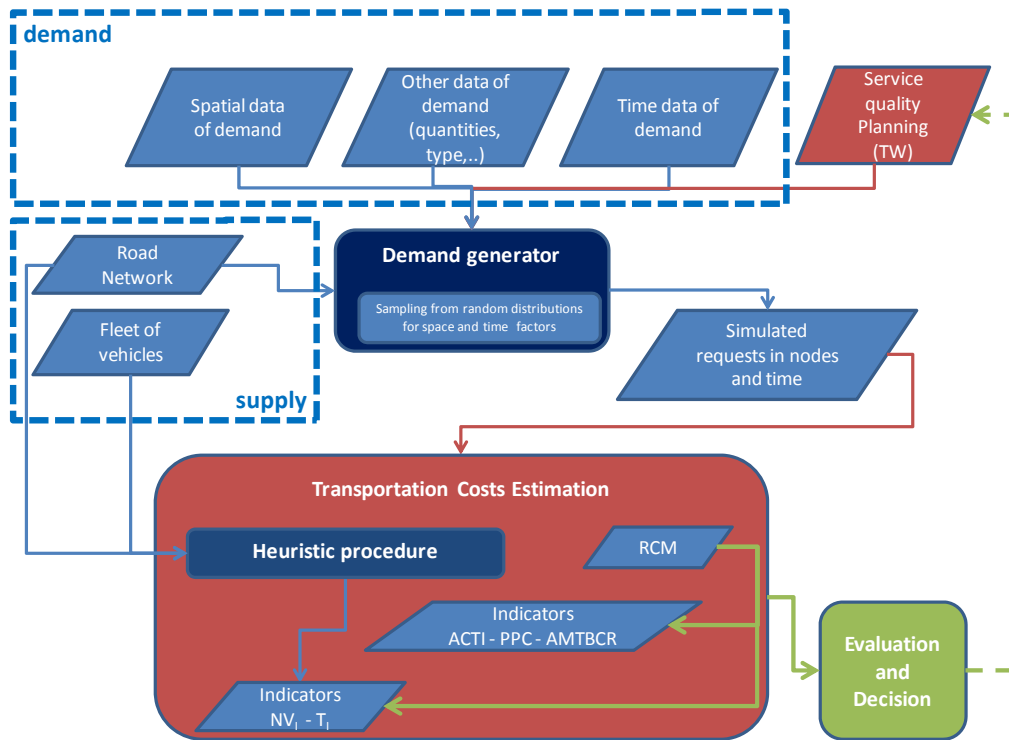 demand
Spatial data
of demand
Other data of
demand
(quantities,
type,..)
Time data of
demand
Service
quality
Planning
(TW)
Road
Network
Fleet of
vehicles
supply
Demand generator
Sampling from random distributions
for space and time factors
Simulated
requests in nodes
and time
Transportation Costs Estimation
Heuristic procedure
RCM
Indicators
ACTI - PPC - AMTBCR
Indicators
NVI - TI
Evaluation
and
Decision